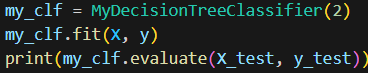 my_clf = MyDecisionTreeClassifier(2)
my_clf.fit(X, y)
print(my_clf.evaluate(X_test, y_test))